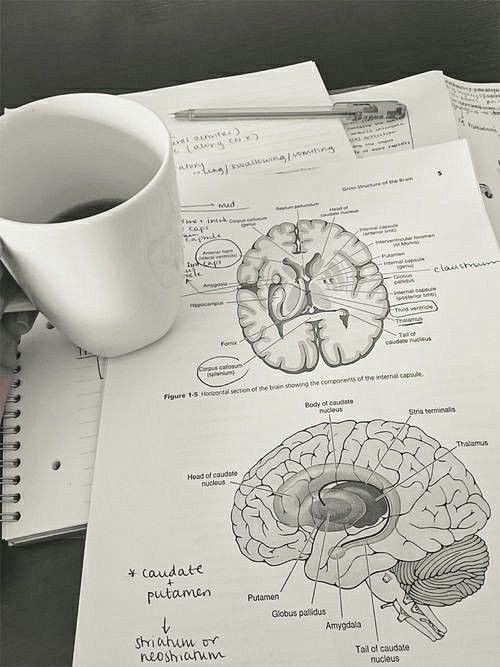 (along CN X)
swallowing/vomiting
→ med
Gross Structure of the Brain
5
Septum pellucidum
Head of
caudate nucleus
Corpus callosum
(genu)
Internal capsule
(anterior limb)
Anterior horn
(lateral ventricle)
Interventricular foramen
(of Monro)
Putamen
Internal capsule
(genu)
claustrum
Globus
pallidus
Amygdala
Internal capsule
(posterior limb)
Hippocampus
Third ventricle
Thalamus
Fornix
Tail of
caudate nucleus
Corpus callosum
(splenium)
Figure 1-5 Horizontal section of the brain showing the components of the internal capsule.
Body of caudate
nucleus
Stria terminalis
Thalamus
Head of caudate
nucleus
* caudate
+
putamen
↓
striatum or
neostriatum
Putamen
Globus pallidus
Amygdala
Tail of caudate
nucleus